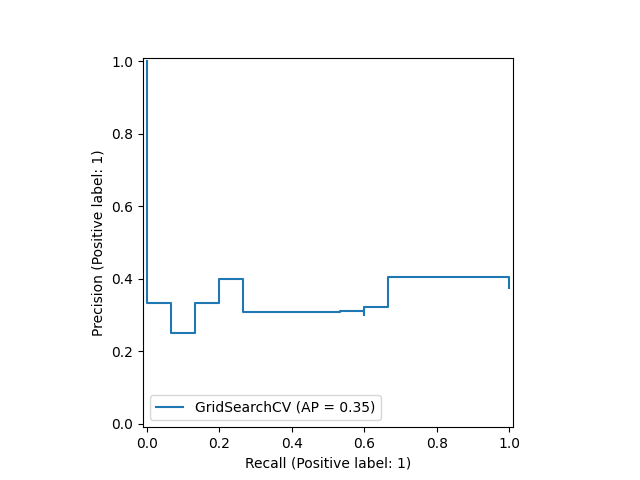 1.0
0.8
0.6
0.4
0.2
0.0
Precision (Positive label: 1)
GridSearchCV (AP = 0.35)
0.0 0.2 0.4 0.6 0.8 1.0
Recall (Positive label: 1)